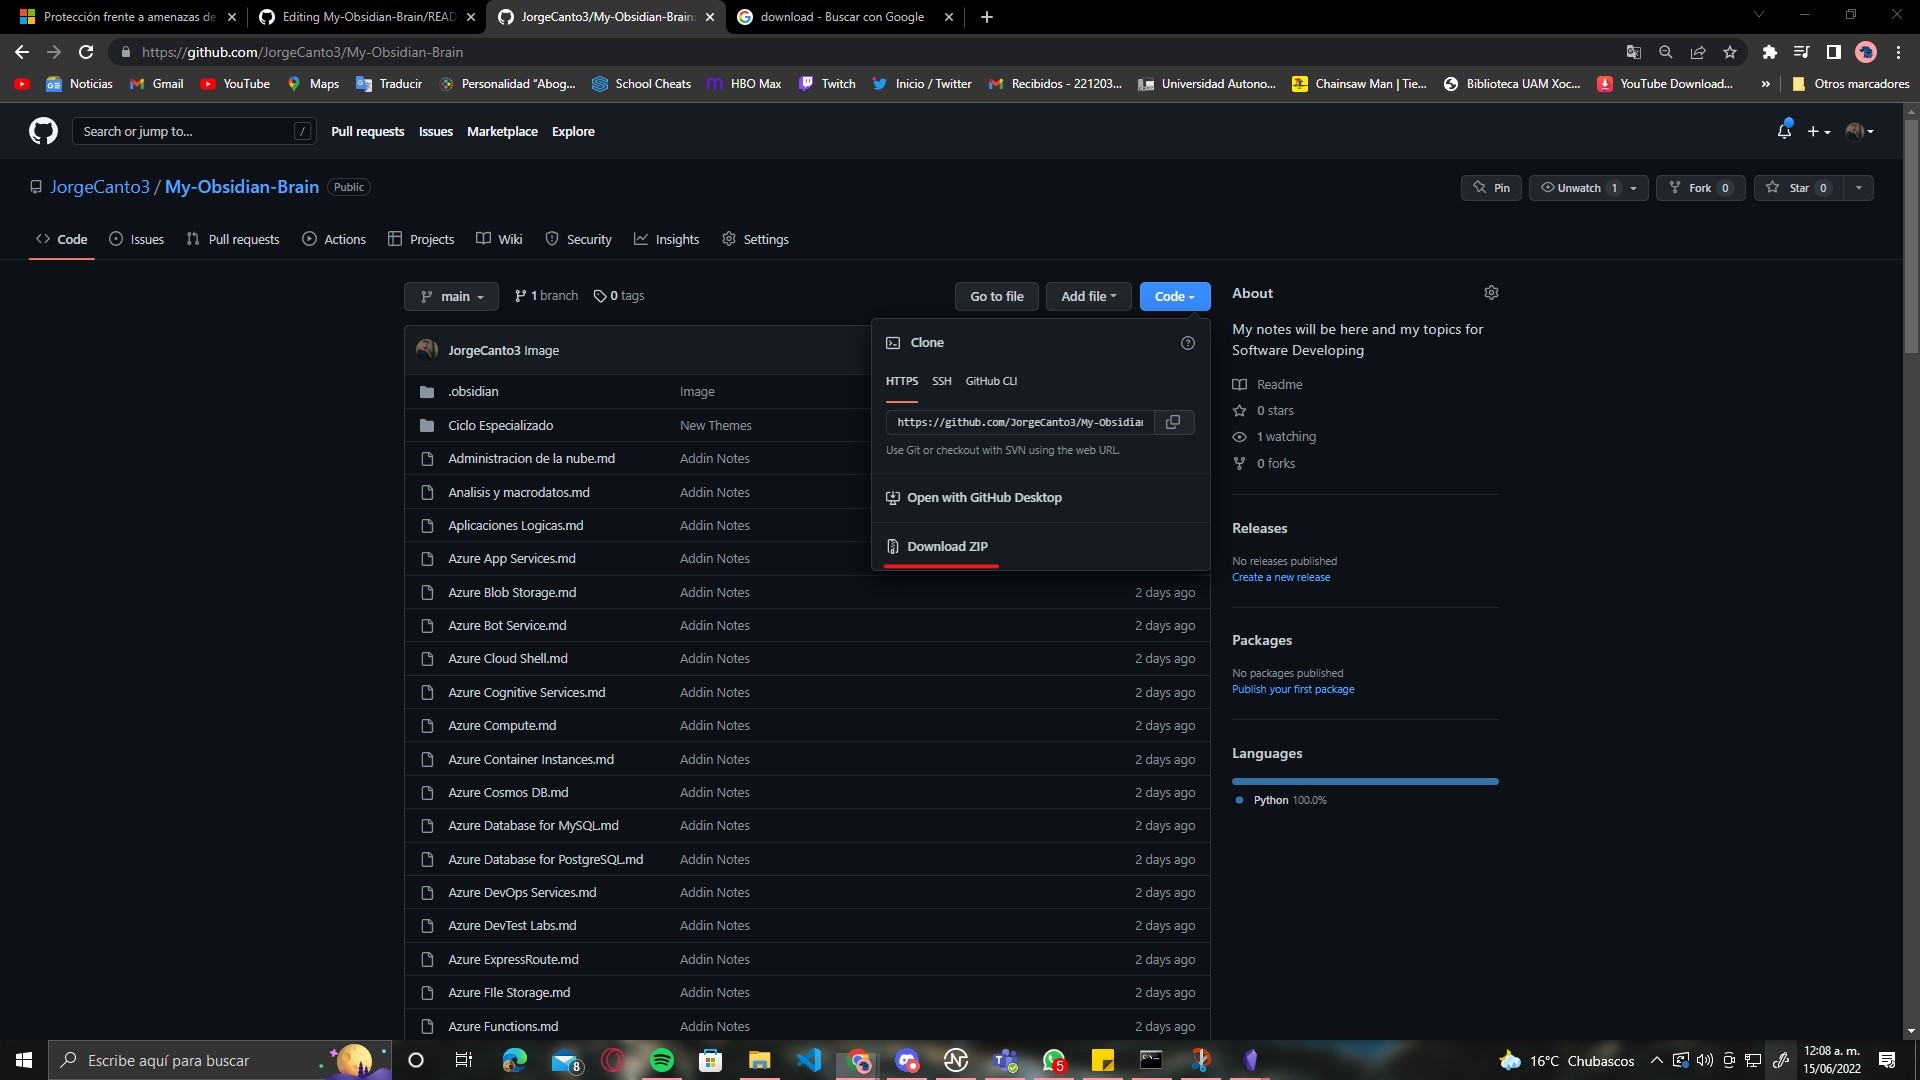 Protección frente a amenazas de
Editing My-Obsidian-Brain/READ
JorgeCanto3/My-Obsidian-Brain
download - Buscar con Google
https://github.com/JorgeCanto3/My-Obsidian-Brain
Noticias
Gmail
YouTube
Maps
Traducir
Personalidad “Abog...
School Cheats
HBO Max
Twitch
Inicio / Twitter
Recibidos - 221203...
Universidad Autono...
Chainsaw Man | Tie...
Biblioteca UAM Xoc...
YouTube Download...
»
Otros marcadores
Search or jump to...
/
Pull requests
Issues
Marketplace
Explore
JorgeCanto3 / My-Obsidian-Brain
Public
Pin
Unwatch 1
Fork 0
Star 0
Code
Issues
Pull requests
Actions
Projects
Wiki
Security
Insights
Settings
main
1 branch
0 tags
Go to file
Add file
Code
JorgeCanto3 Image
.obsidian Image
Ciclo Especializado New Themes
Administracion de la nube.md Addin Notes
Analisis y macrodatos.md Addin Notes
Aplicaciones Logicas.md Addin Notes
Azure App Services.md Addin Notes
Azure Blob Storage.md Addin Notes 2 days ago
Azure Bot Service.md Addin Notes 2 days ago
Azure Cloud Shell.md Addin Notes 2 days ago
Azure Cognitive Services.md Addin Notes 2 days ago
Azure Compute.md Addin Notes 2 days ago
Azure Container Instances.md Addin Notes 2 days ago
Azure Cosmos DB.md Addin Notes 2 days ago
Azure Database for MySQL.md Addin Notes 2 days ago
Azure Database for PostgreSQL.md Addin Notes 2 days ago
Azure DevOps Services.md Addin Notes 2 days ago
Azure DevTest Labs.md Addin Notes 2 days ago
Azure ExpressRoute.md Addin Notes 2 days ago
Azure FIle Storage.md Addin Notes 2 days ago
Azure Functions.md Addin Notes 2 days ago
Clone
HTTPS SSH GitHub CLI
https://github.com/JorgeCanto3/My-Obsidian
Use Git or checkout with SVN using the web URL.
Open with GitHub Desktop
Download ZIP
About
My notes will be here and my topics for
Software Developing
Readme
0 stars
1 watching
0 forks
Releases
No releases published
Create a new release
Packages
No packages published
Publish your first package
Languages
Python 100.0%
Escribe aquí para buscar
8
5
16°C Chubascos
12:08 a. m.
15/06/2022